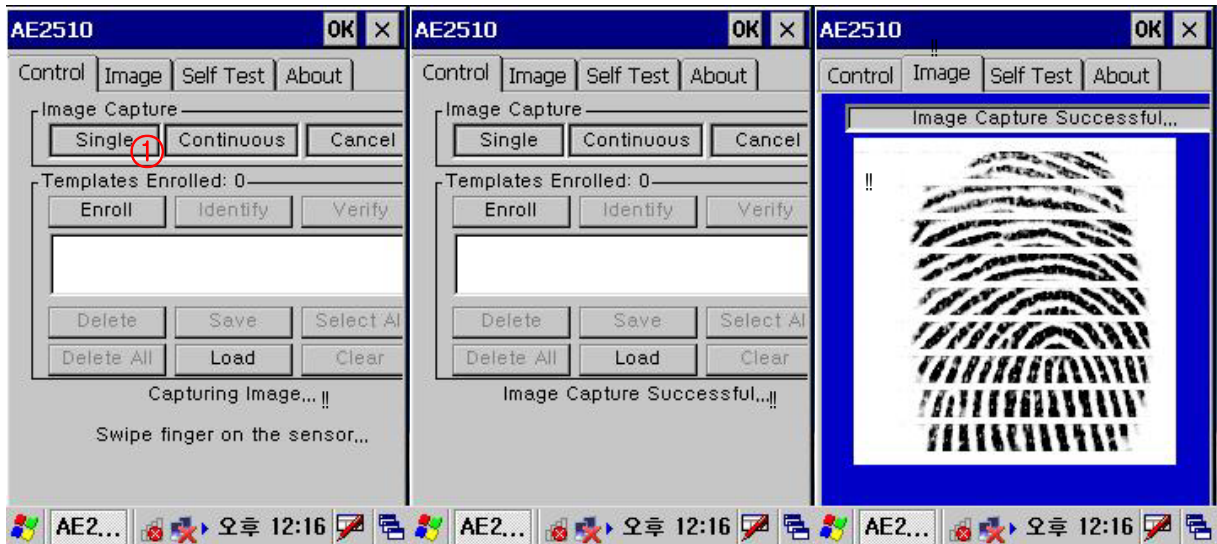 AE2510 OK ×
Control Image Self Test About
Image Capture
Single ① Continuous Cancel
Templates Enrolled: 0
Enroll Identify Verify
Delete Save Select Al
Delete All Load Clear
Capturing Image... !!
Swipe finger on the sensor...
AE2... 오후 12:16
AE2510 OK ×
Control Image Self Test About
Image Capture
Single Continuous Cancel
Templates Enrolled: 0
Enroll Identify Verify
Delete Save Select Al
Delete All Load Clear
Image Capture Successful... !!
AE2... 오후 12:16
AE2510 !! OK ×
Control Image Self Test About
Image Capture Successful...
!!
AE2... 오후 12:16